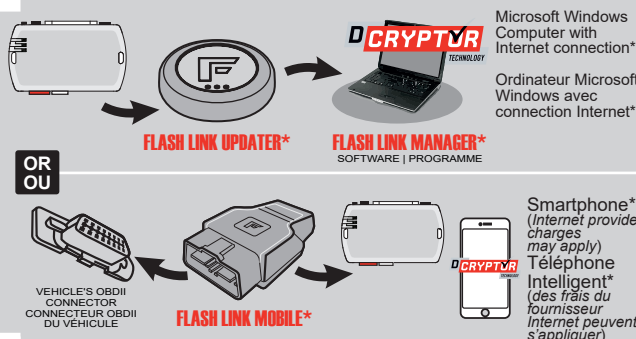 DCRYPTOR
TECHNOLOGY
Microsoft Windows
Computer with
Internet connection*
Ordinateur Microsoft
Windows avec
connection Internet*
FLASH LINK UPDATER*
FLASH LINK MANAGER*
SOFTWARE | PROGRAMME
OR
OU
VEHICLE'S OBDII
CONNECTOR
CONNECTEUR OBDII
DU VÉHICULE
FLASH LINK MOBILE*
DCRYPTOR
TECHNOLOGY
Smartphone*
(Internet provide
charges
may apply)
Téléphone
Intelligent*
(des frais du
fournisseur
Internet peuvent
s'appliquer)